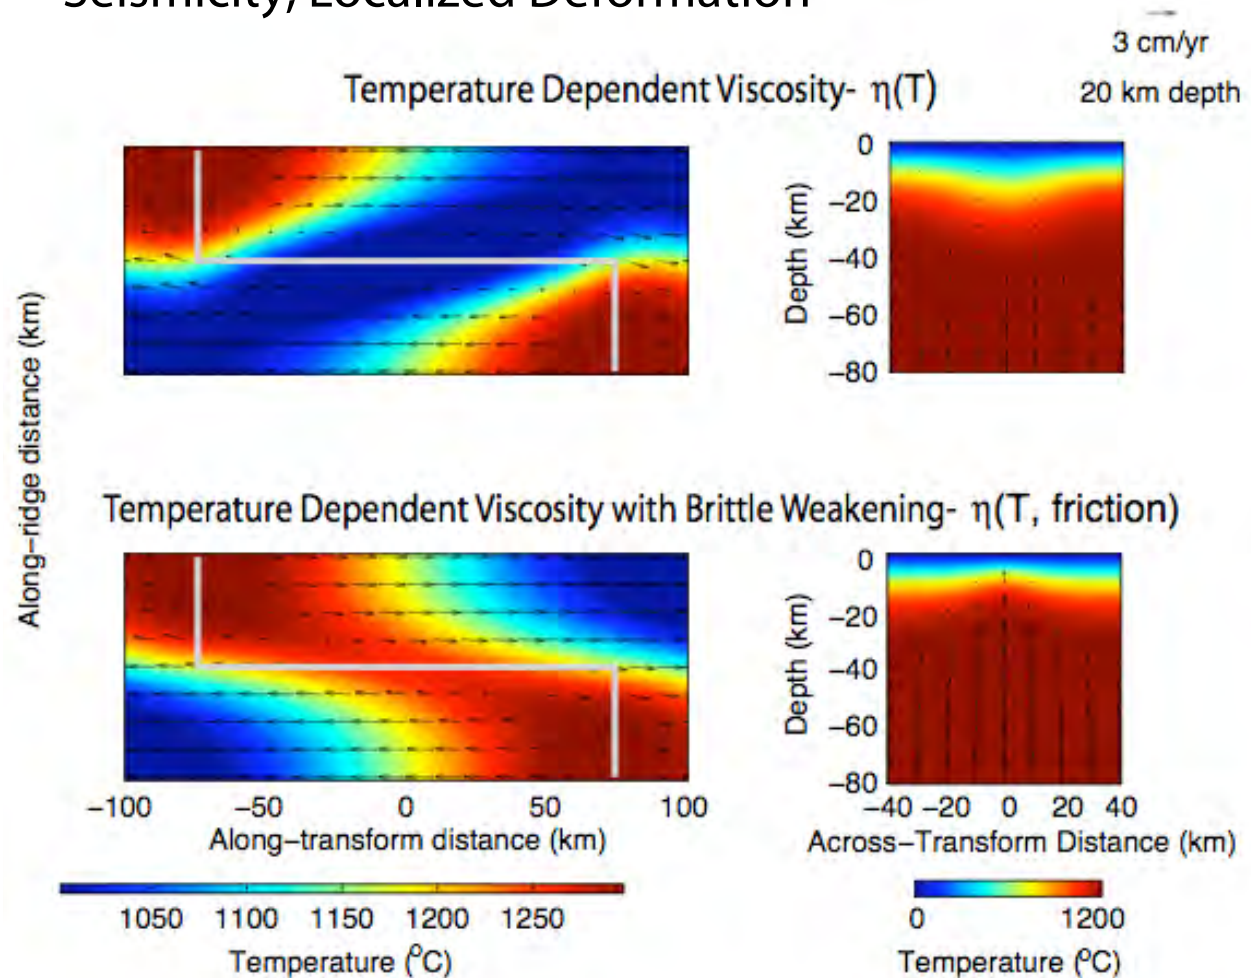 Seismicity, Localized Deformation
3 cm/yr
20 km depth
Temperature Dependent Viscosity- η(T)
0
−20
−40
−60
−80
Depth (km)
Along−ridge distance (km)
Temperature Dependent Viscosity with Brittle Weakening- η(T, friction)
0
−20
−40
−60
−80
Depth (km)
−100 −50 0 50 100
Along−transform distance (km)
−40 −20 0 20 40
Across−Transform Distance (km)
1050 1100 1150 1200 1250
Temperature (°C)
0 1200
Temperature (°C)